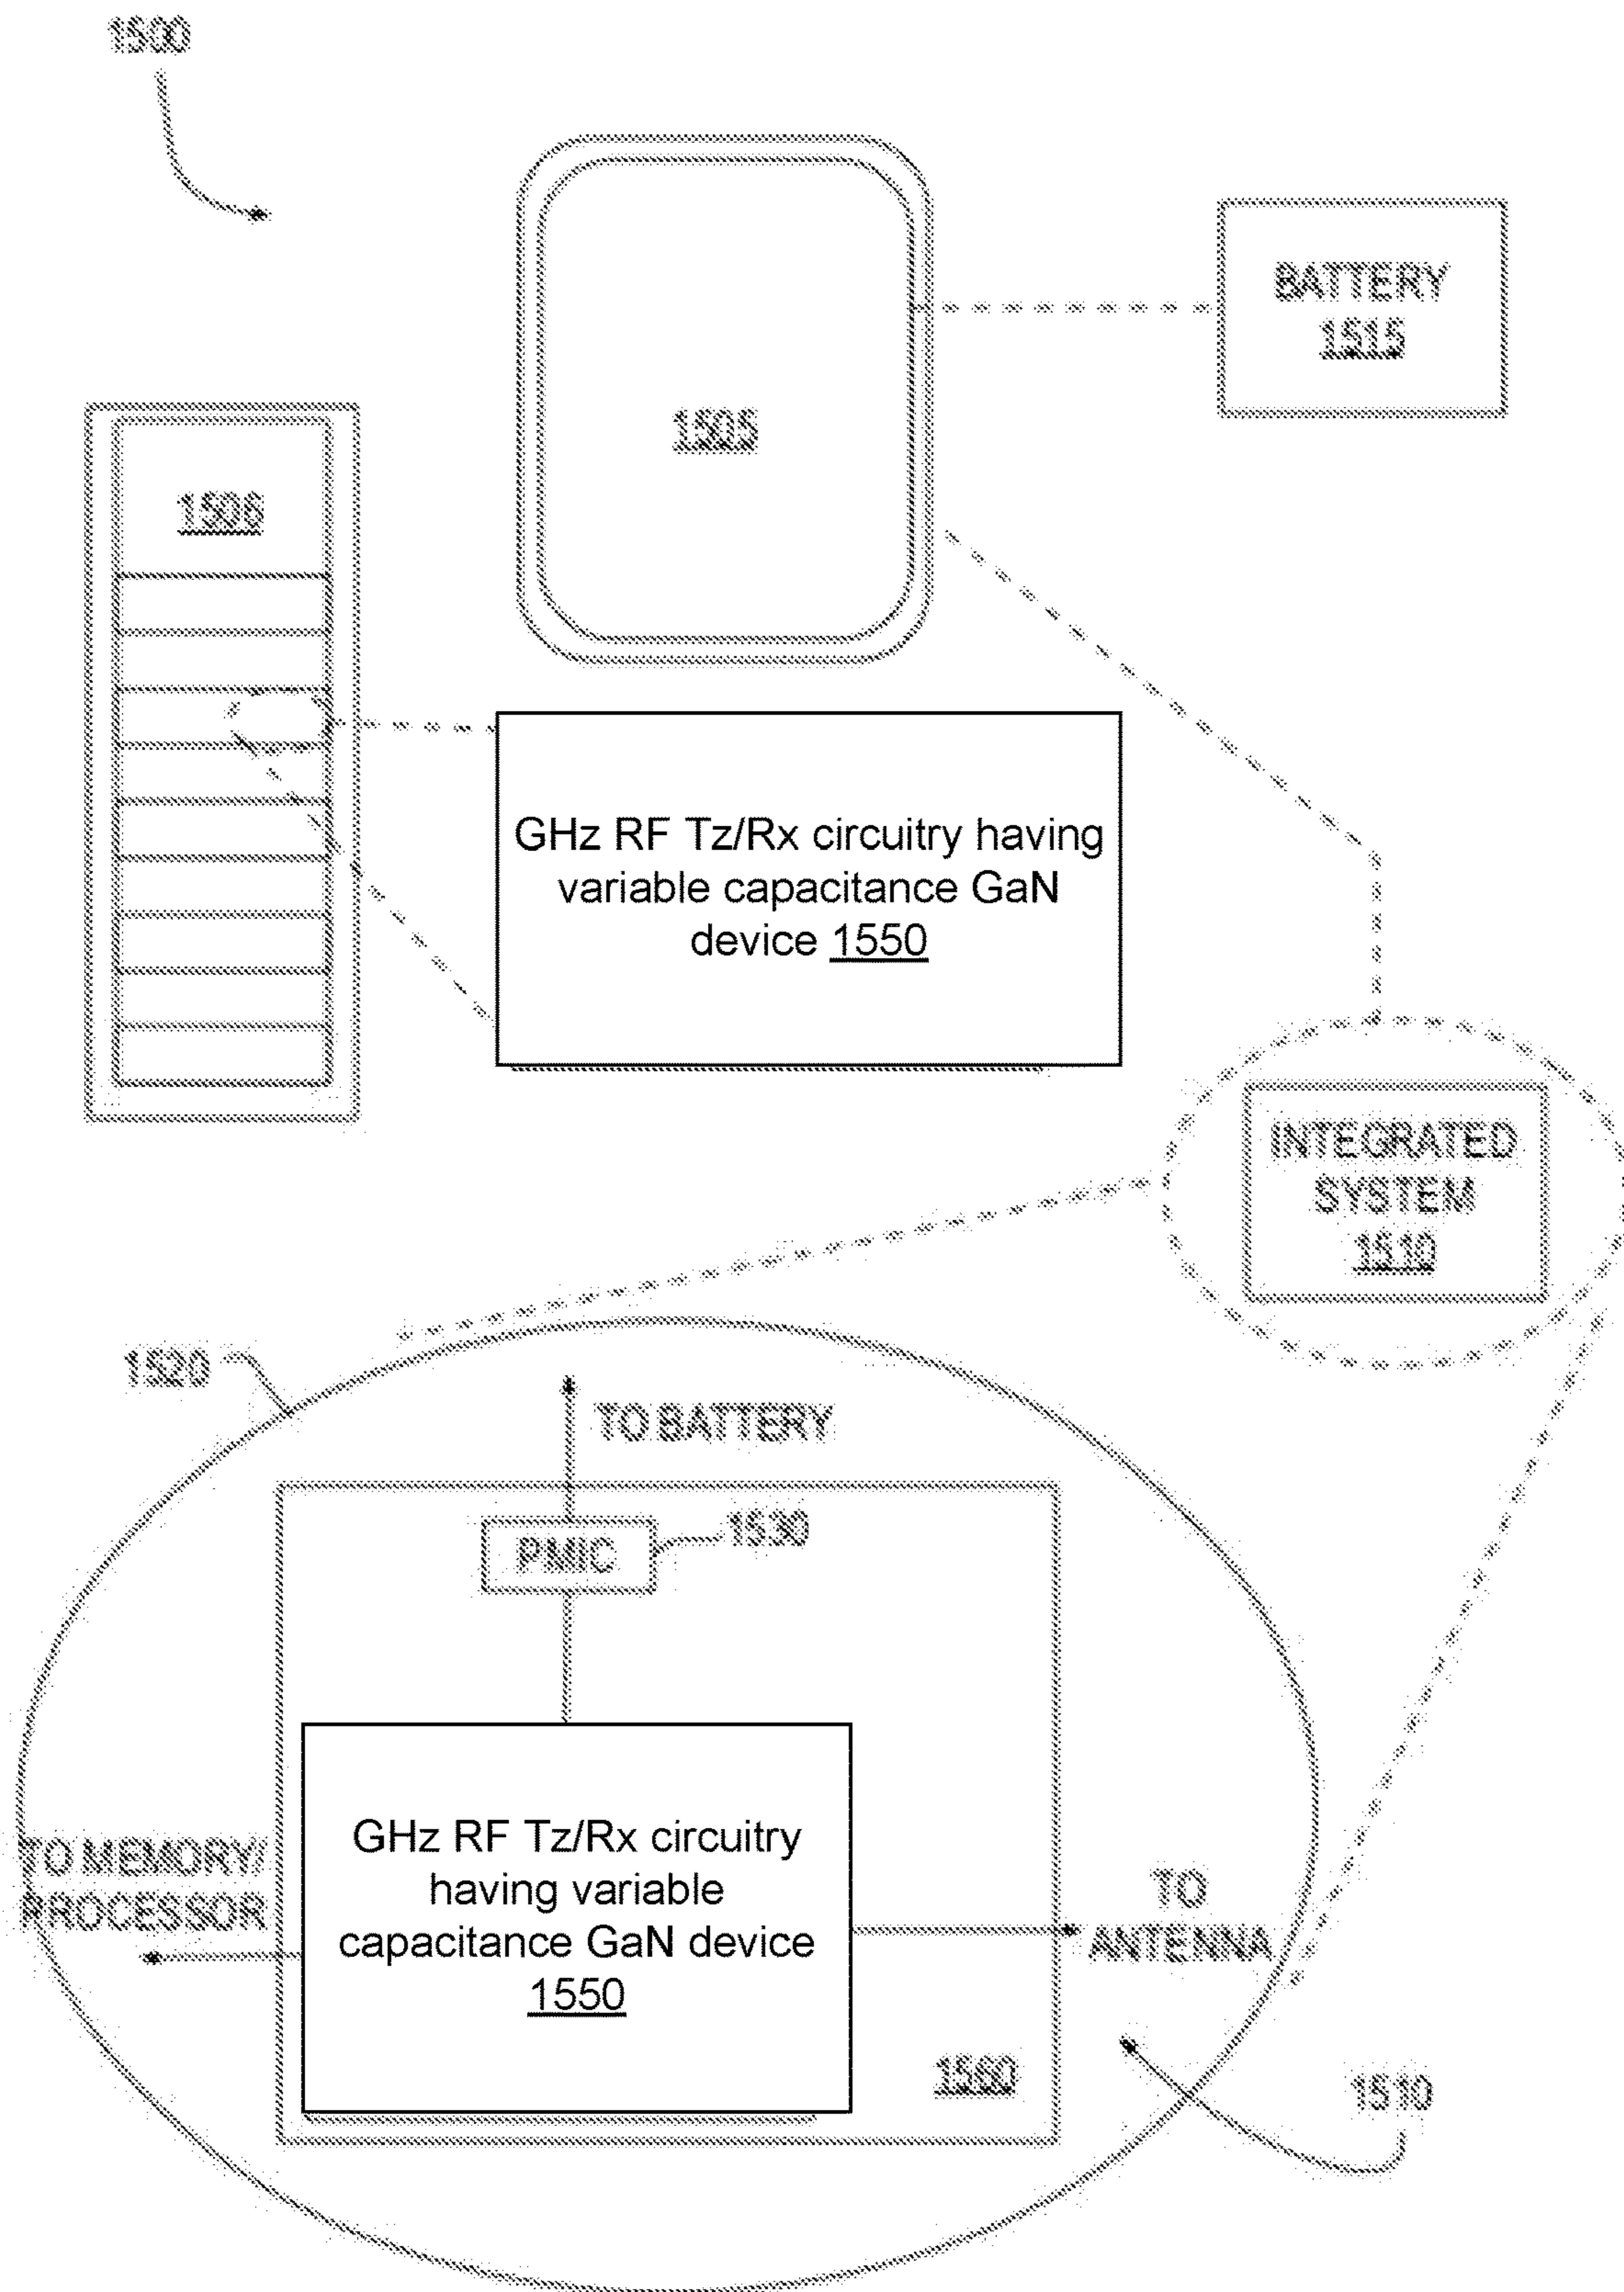 1500
BATTERY
1515
1505
1506
GHz RF Tz/Rx circuitry having
variable capacitance GaN
device 1550
INTEGRATED
SYSTEM
1510
1520
TO BATTERY
1530
PMIC
GHz RF Tz/Rx circuitry
having variable
capacitance GaN device
1550
TO MEMORY/
PROCESSOR
TO
ANTENNA
1560
1510